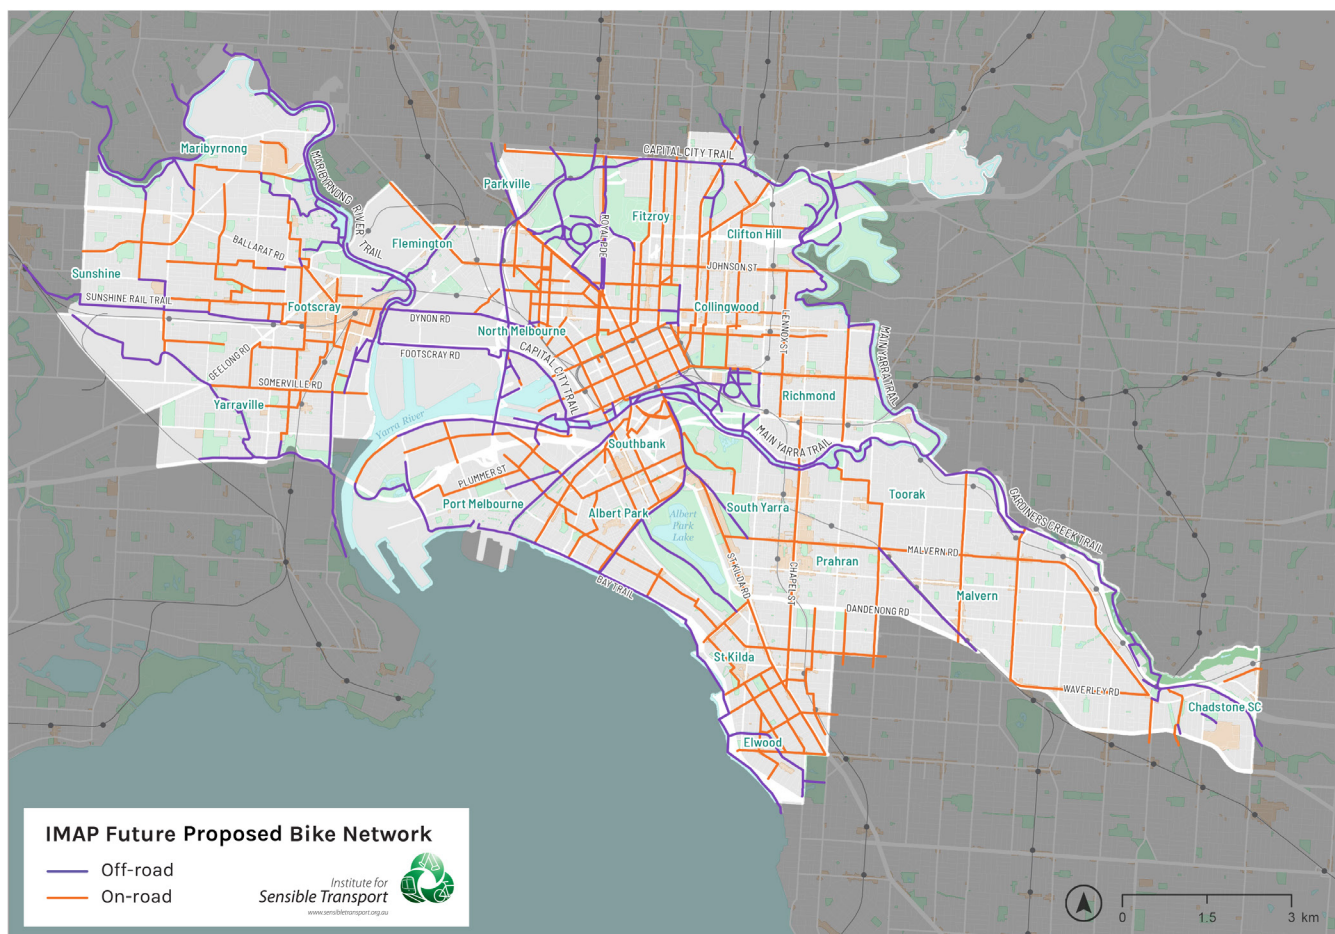 CAPITAL CITY TRAIL
Maribyrnong
Parkville
MARIBYRNONG RIVER TRAIL
Fitzroy
ROYAL PDE
Clifton Hill
Flemington
BALLARAT RD
JOHNSON ST
Sunshine
SUNSHINE RAIL TRAIL
Footscray
Collingwood
DYNON RD
North Melbourne
LENNOX ST
MAIN YARRA TRAIL
FOOTSCRAY RD
CAPITAL CITY TRAIL
GEELONG RD
SOMERVILLE RD
Richmond
Yarraville
Yarra River
Southbank
MAIN YARRA TRAIL
PLUMMER ST
Toorak
Port Melbourne
Albert Park
Albert
Park
Lake
South Yarra
GARDINERS CREEK TRAIL
MALVERN RD
Prahran
ST KILDA RD
CHAPEL ST
BAY TRAIL
Malvern
DANDENONG RD
St Kilda
WAVERLEY RD
Chadstone SC
Elwood
IMAP Future Proposed Bike Network
Off-road
On-road
Institute for
Sensible Transport
www.sensibletransport.org.au
0 1.5 3 km